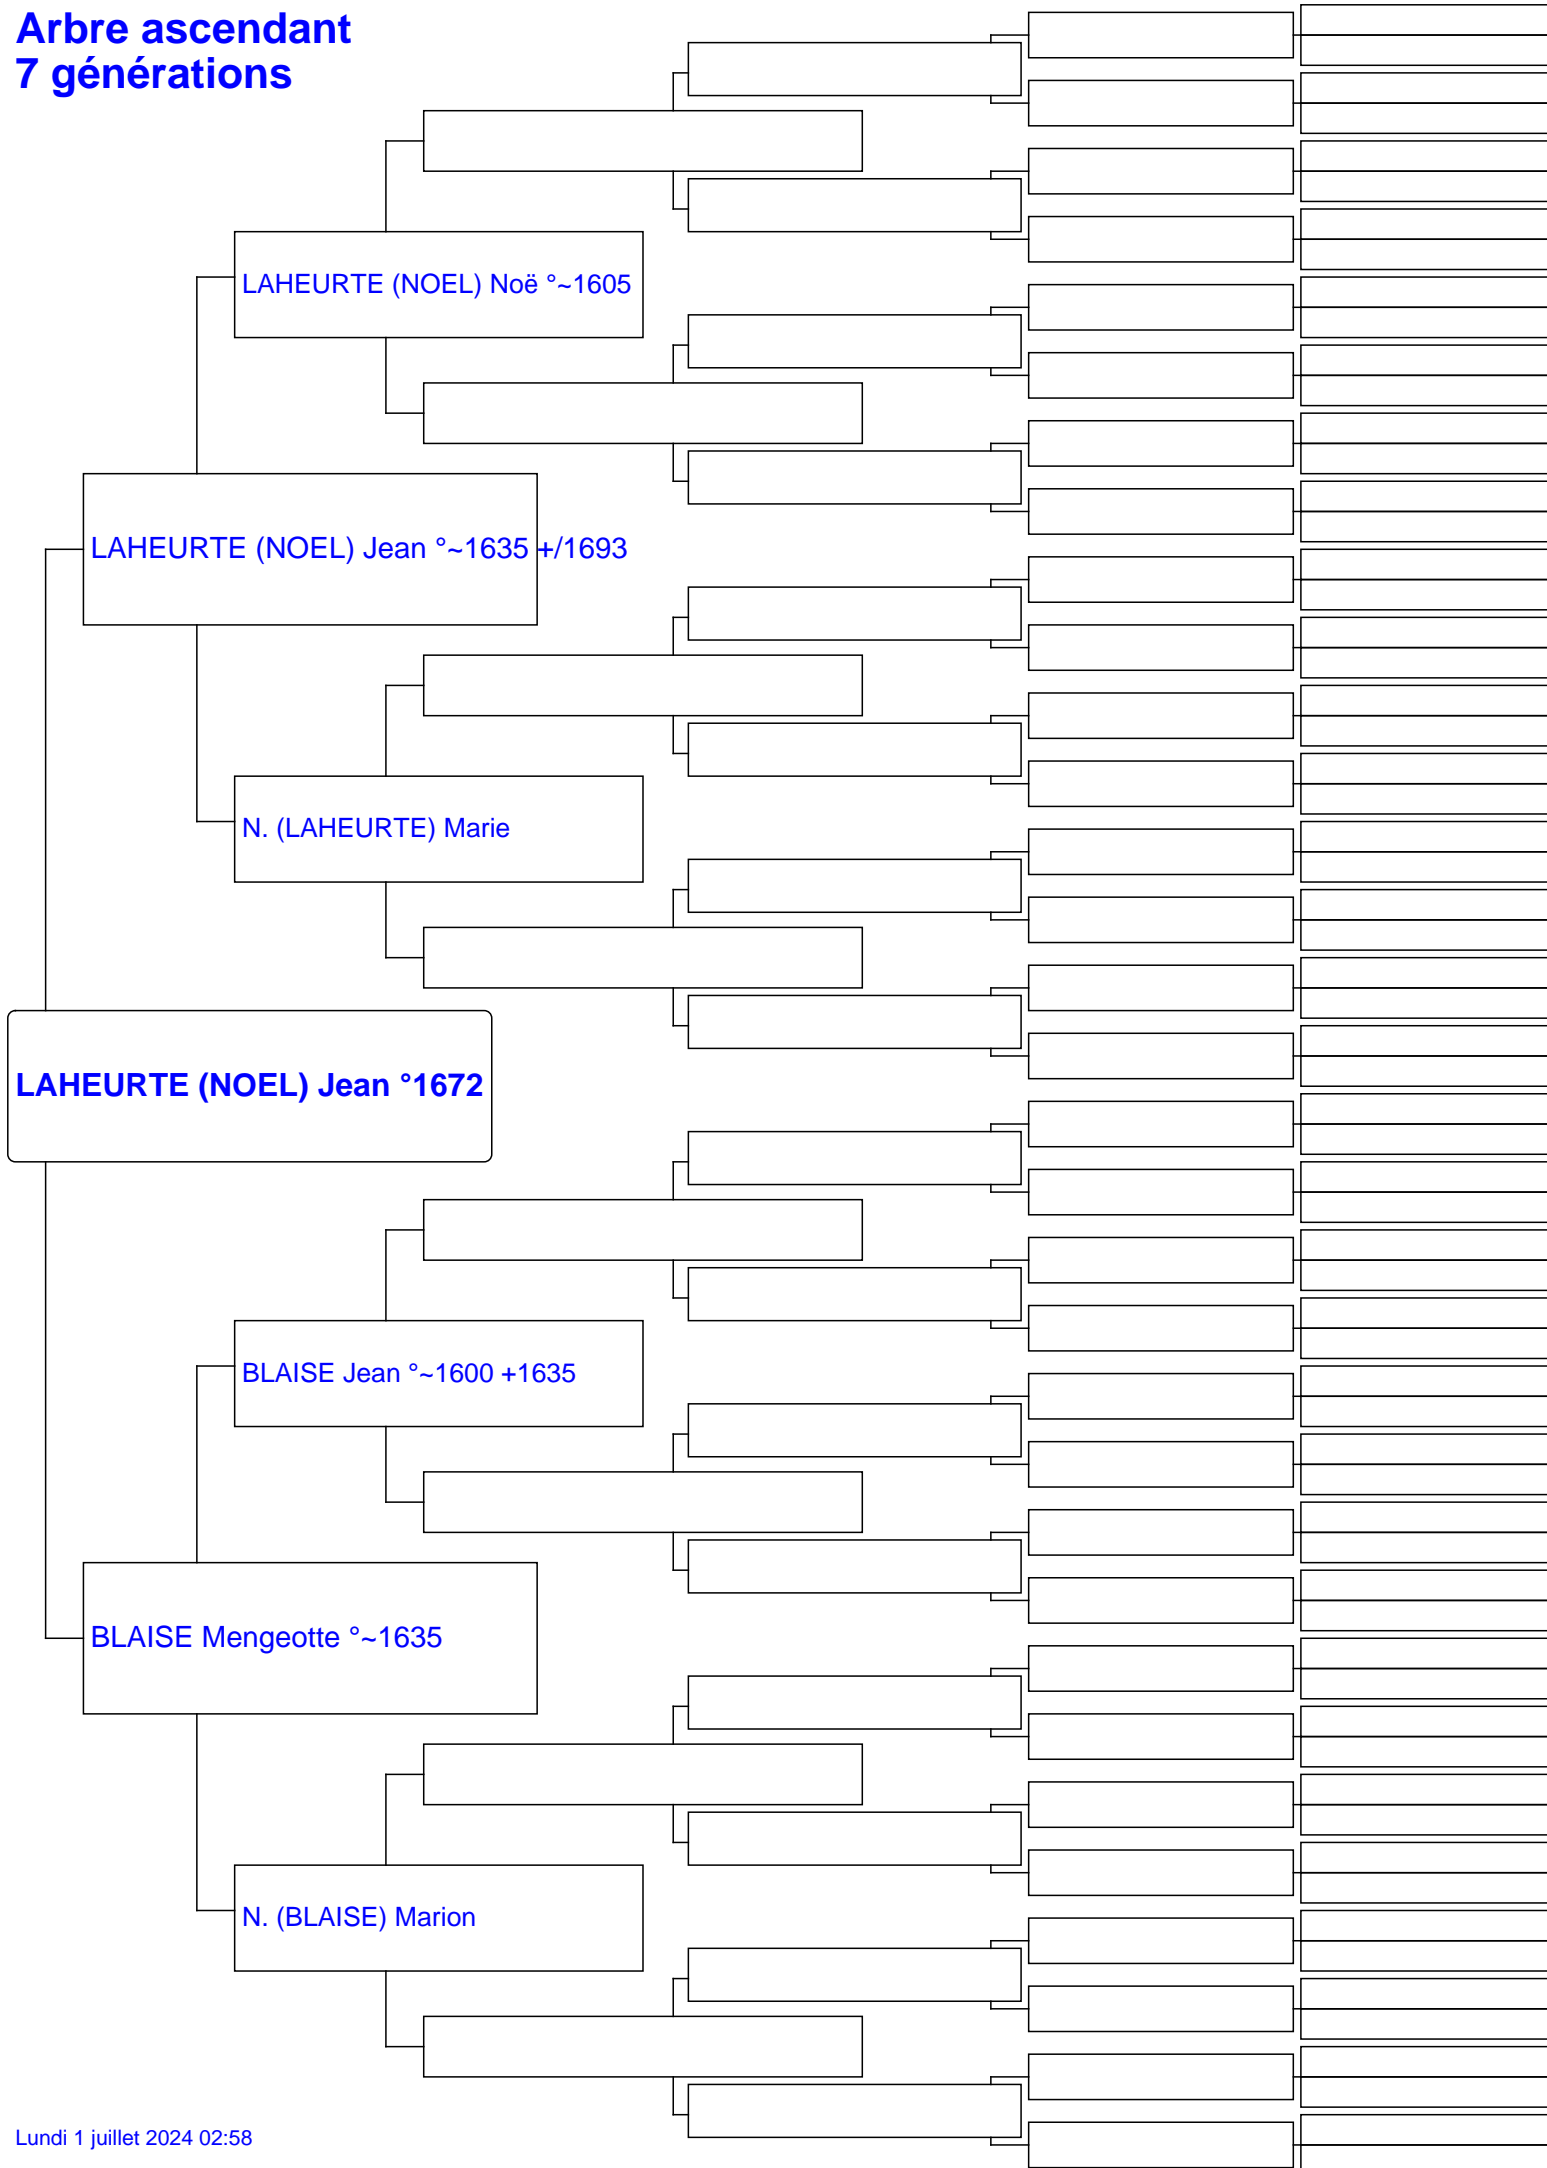 Arbre ascendant
7 générations
LAHEURTE (NOEL) Noë °~1605
LAHEURTE (NOEL) Jean °~1635 +/1693
N. (LAHEURTE) Marie
LAHEURTE (NOEL) Jean °1672
BLAISE Jean °~1600 +1635
BLAISE Mengeotte °~1635
N. (BLAISE) Marion
Lundi 1 juillet 2024 02:58